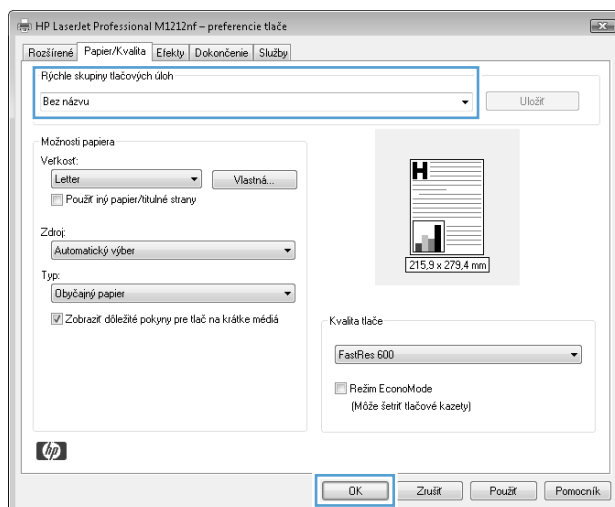 HP LaserJet Professional M1212nf – preferencie tlače
Rozšírené Papier/Kvalita Efekty Dokončenie Služby
Rýchle skupiny tlačových úloh
Bez názvu
Uložiť
Možnosti papiera
Veľkosť:
Letter
Vlastná...
Použiť iný papier/titulné strany
Zdroj:
Automatický výber
Typ:
Obyčajný papier
Zobraziť dôležité pokyny pre tlač na krátke médiá
H
215,9 x 279,4 mm
Kvalita tlače
FastRes 600
Režim EconoMode
(Môže šetriť tlačové kazety)
hp
OK Zrušiť Použiť Pomocník